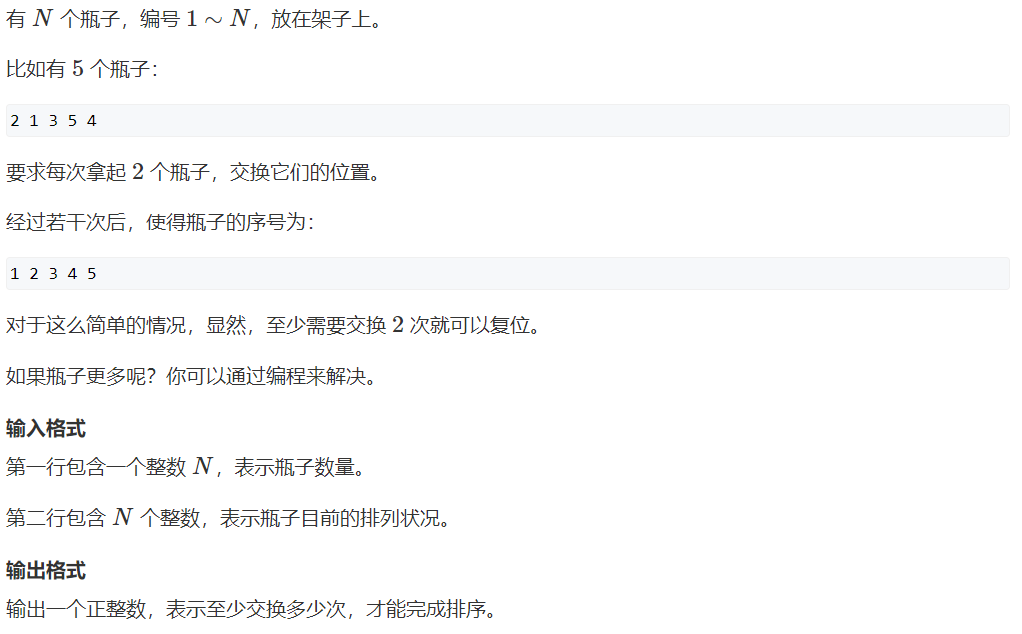 有 N 个瓶子，编号 1 ∼ N，放在架子上。
比如有 5 个瓶子：
2 1 3 5 4
要求每次拿起 2 个瓶子，交换它们的位置。
经过若干次后，使得瓶子的序号为：
1 2 3 4 5
对于这么简单的情况，显然，至少需要交换 2 次就可以复位。
如果瓶子更多呢？你可以通过编程来解决。
输入格式
第一行包含一个整数 N，表示瓶子数量。
第二行包含 N 个整数，表示瓶子目前的排列状况。
输出格式
输出一个正整数，表示至少交换多少次，才能完成排序。